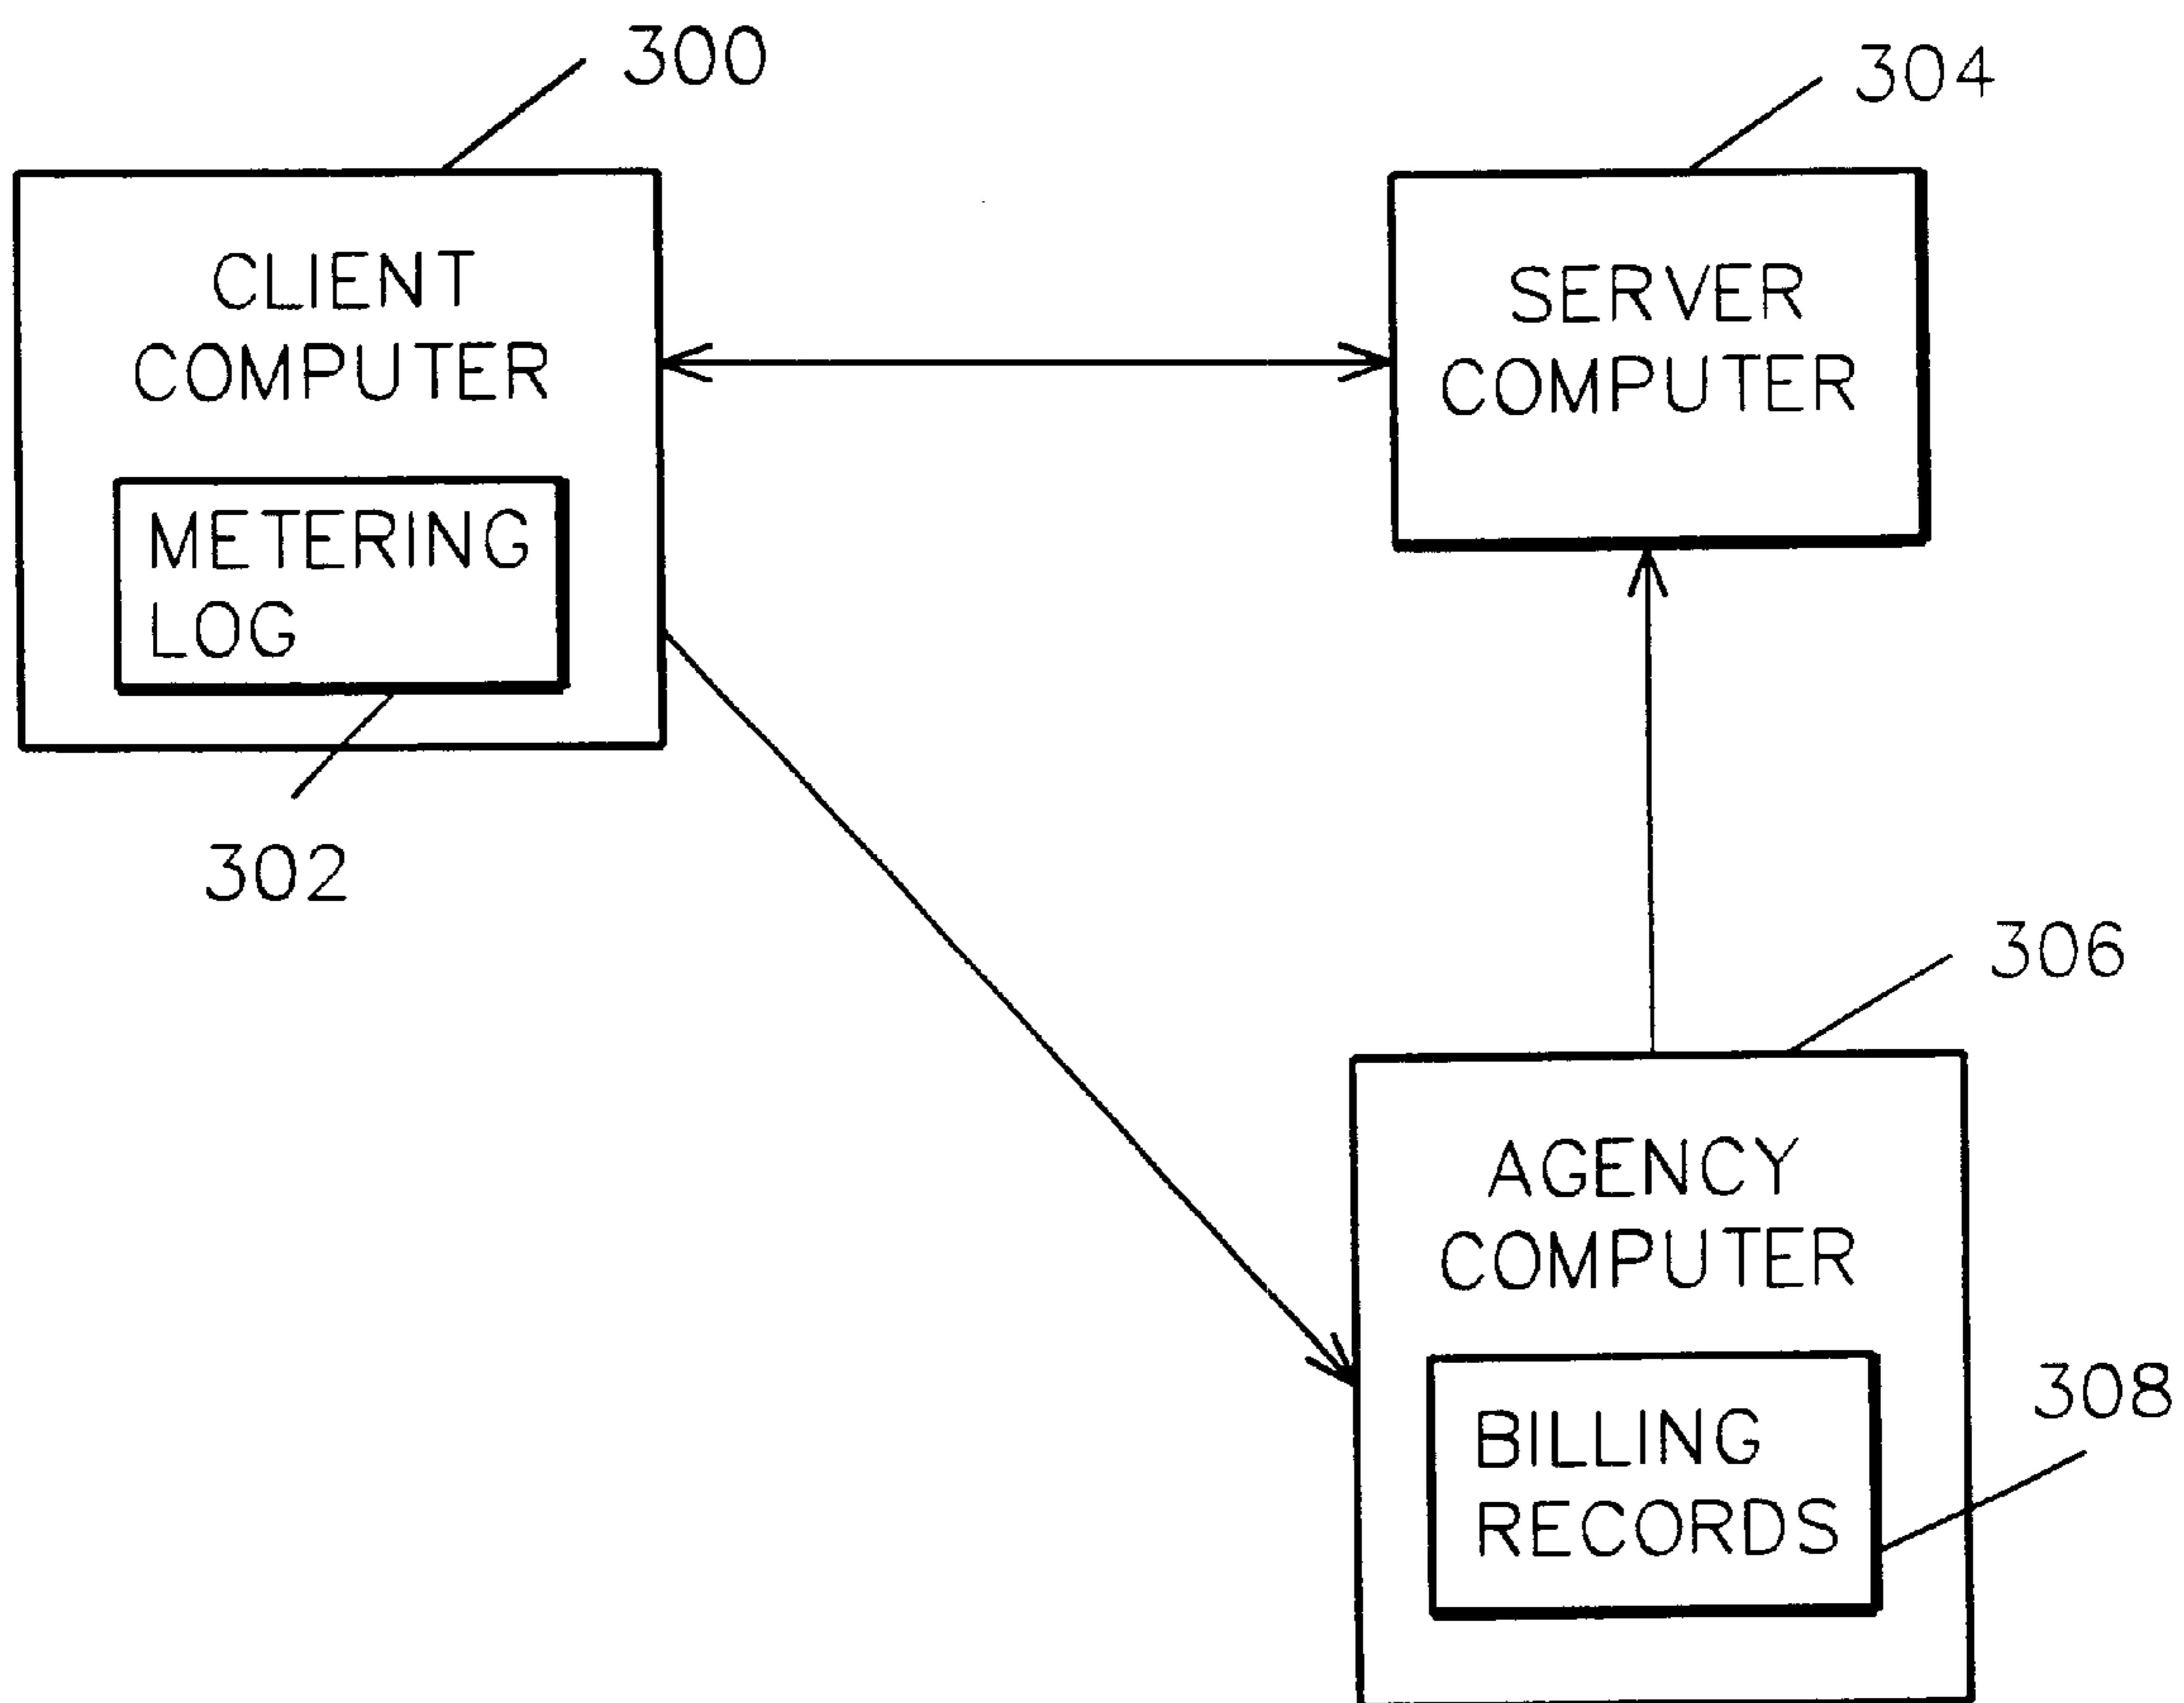 300
304
CLIENT
COMPUTER
SERVER
COMPUTER
METERING
LOG
302
306
AGENCY
COMPUTER
308
BILLING
RECORDS